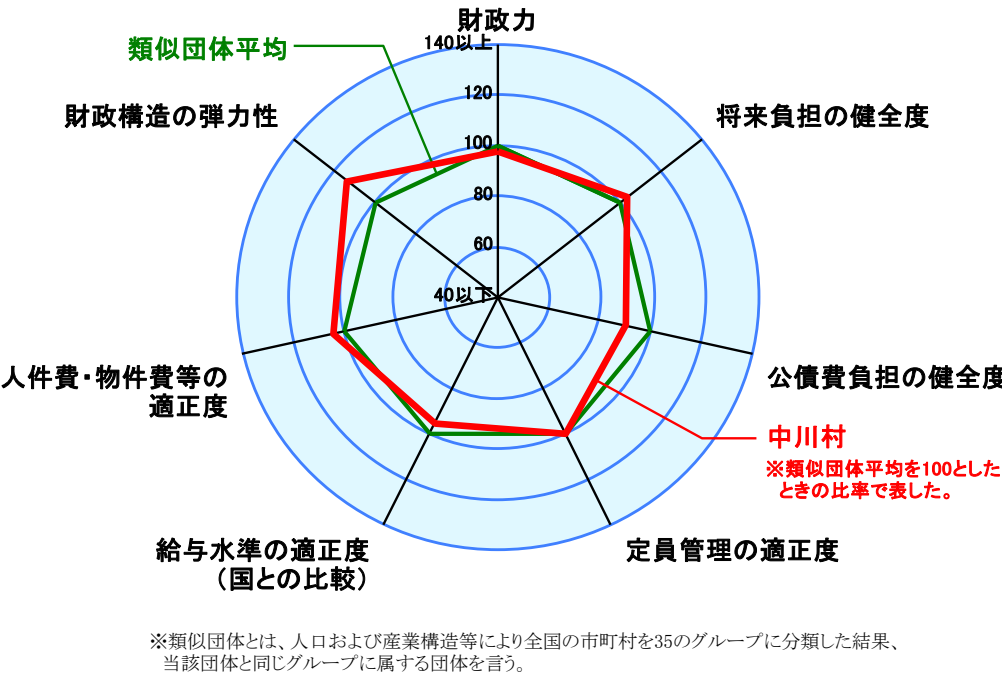 財政力
140以上
類似団体平均
120
財政構造の弾力性
将来負担の健全度
100
80
60
40以下
人件費・物件費等の
適正度
公債費負担の健全度
中川村
※類似団体平均を100とした
ときの比率で表した。
給与水準の適正度
(国との比較)
定員管理の適正度
※類似団体とは、人口および産業構造等により全国の市町村を35のグループに分類した結果、
当該団体と同じグループに属する団体を言う。